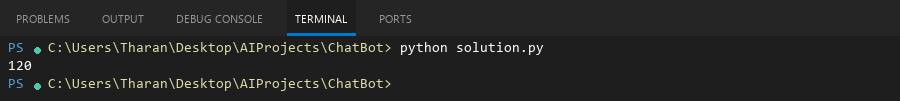 PROBLEMS OUTPUT DEBUG CONSOLE TERMINAL PORTS
PS C:\Users\Tharan\Desktop\AIProjects\ChatBot> python solution.py
120
PS C:\Users\Tharan\Desktop\AIProjects\ChatBot>